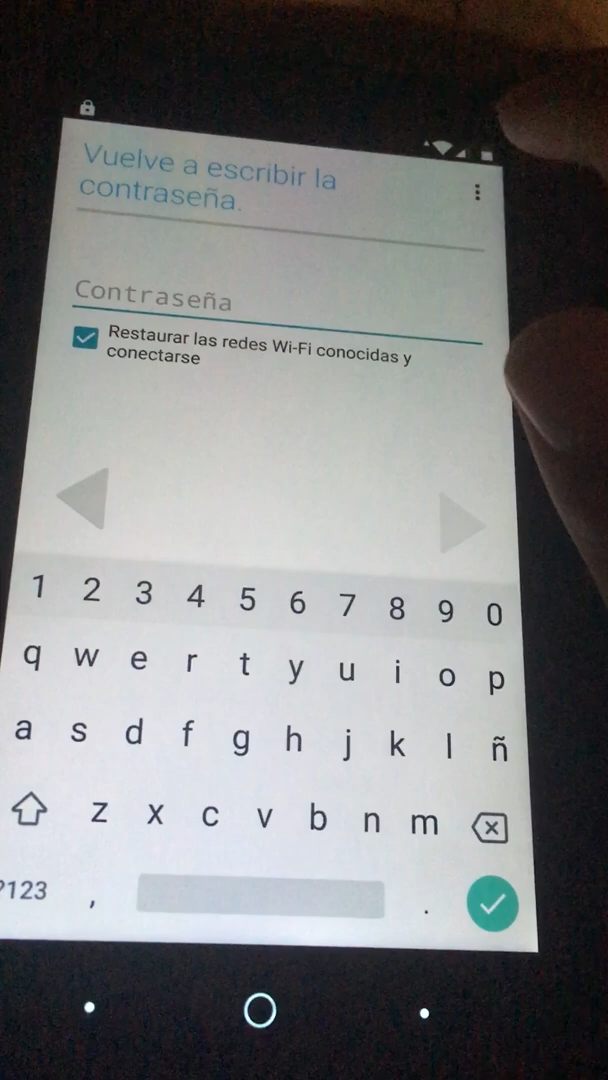 Vuelve a escribir la
contraseña.
Contraseña
Restaurar las redes Wi-Fi conocidas y
conectarse
1 2 3 4 5 6 7 8 9 0
q w e r t y u i o p
a s d f g h j k l ñ
z x c v b n m
?123 , .